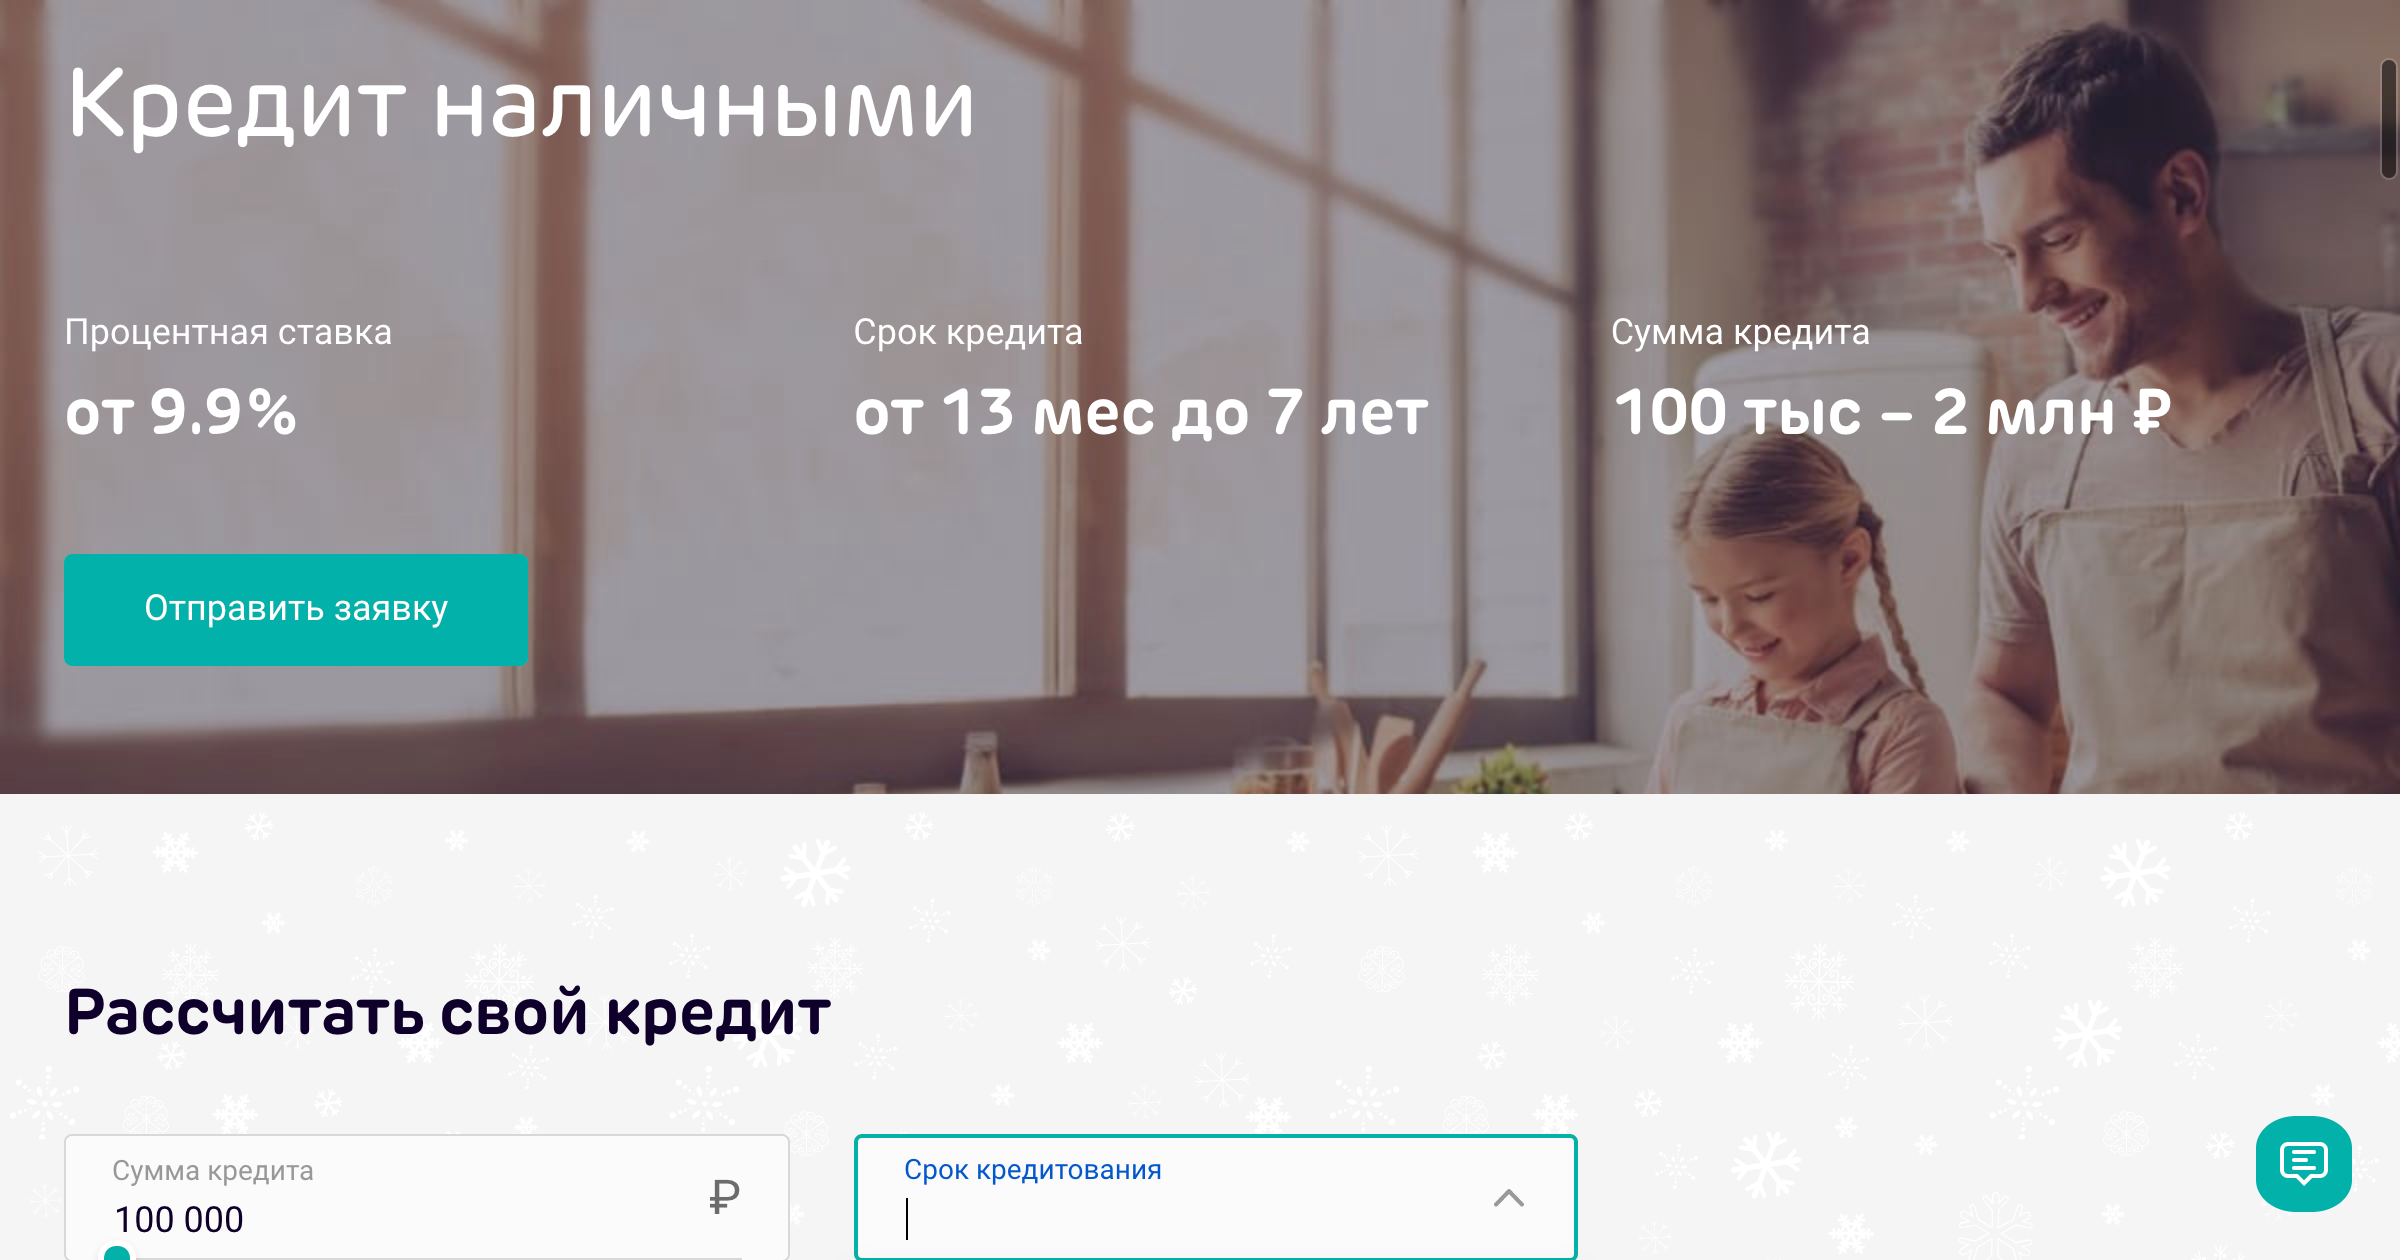 Кредит наличными
Процентная ставка
от 9.9%
Срок кредита
от 13 мес до 7 лет
Сумма кредита
100 тыс – 2 млн ₽
Отправить заявку
Рассчитать свой кредит
Сумма кредита
100 000
₽
Срок кредитования